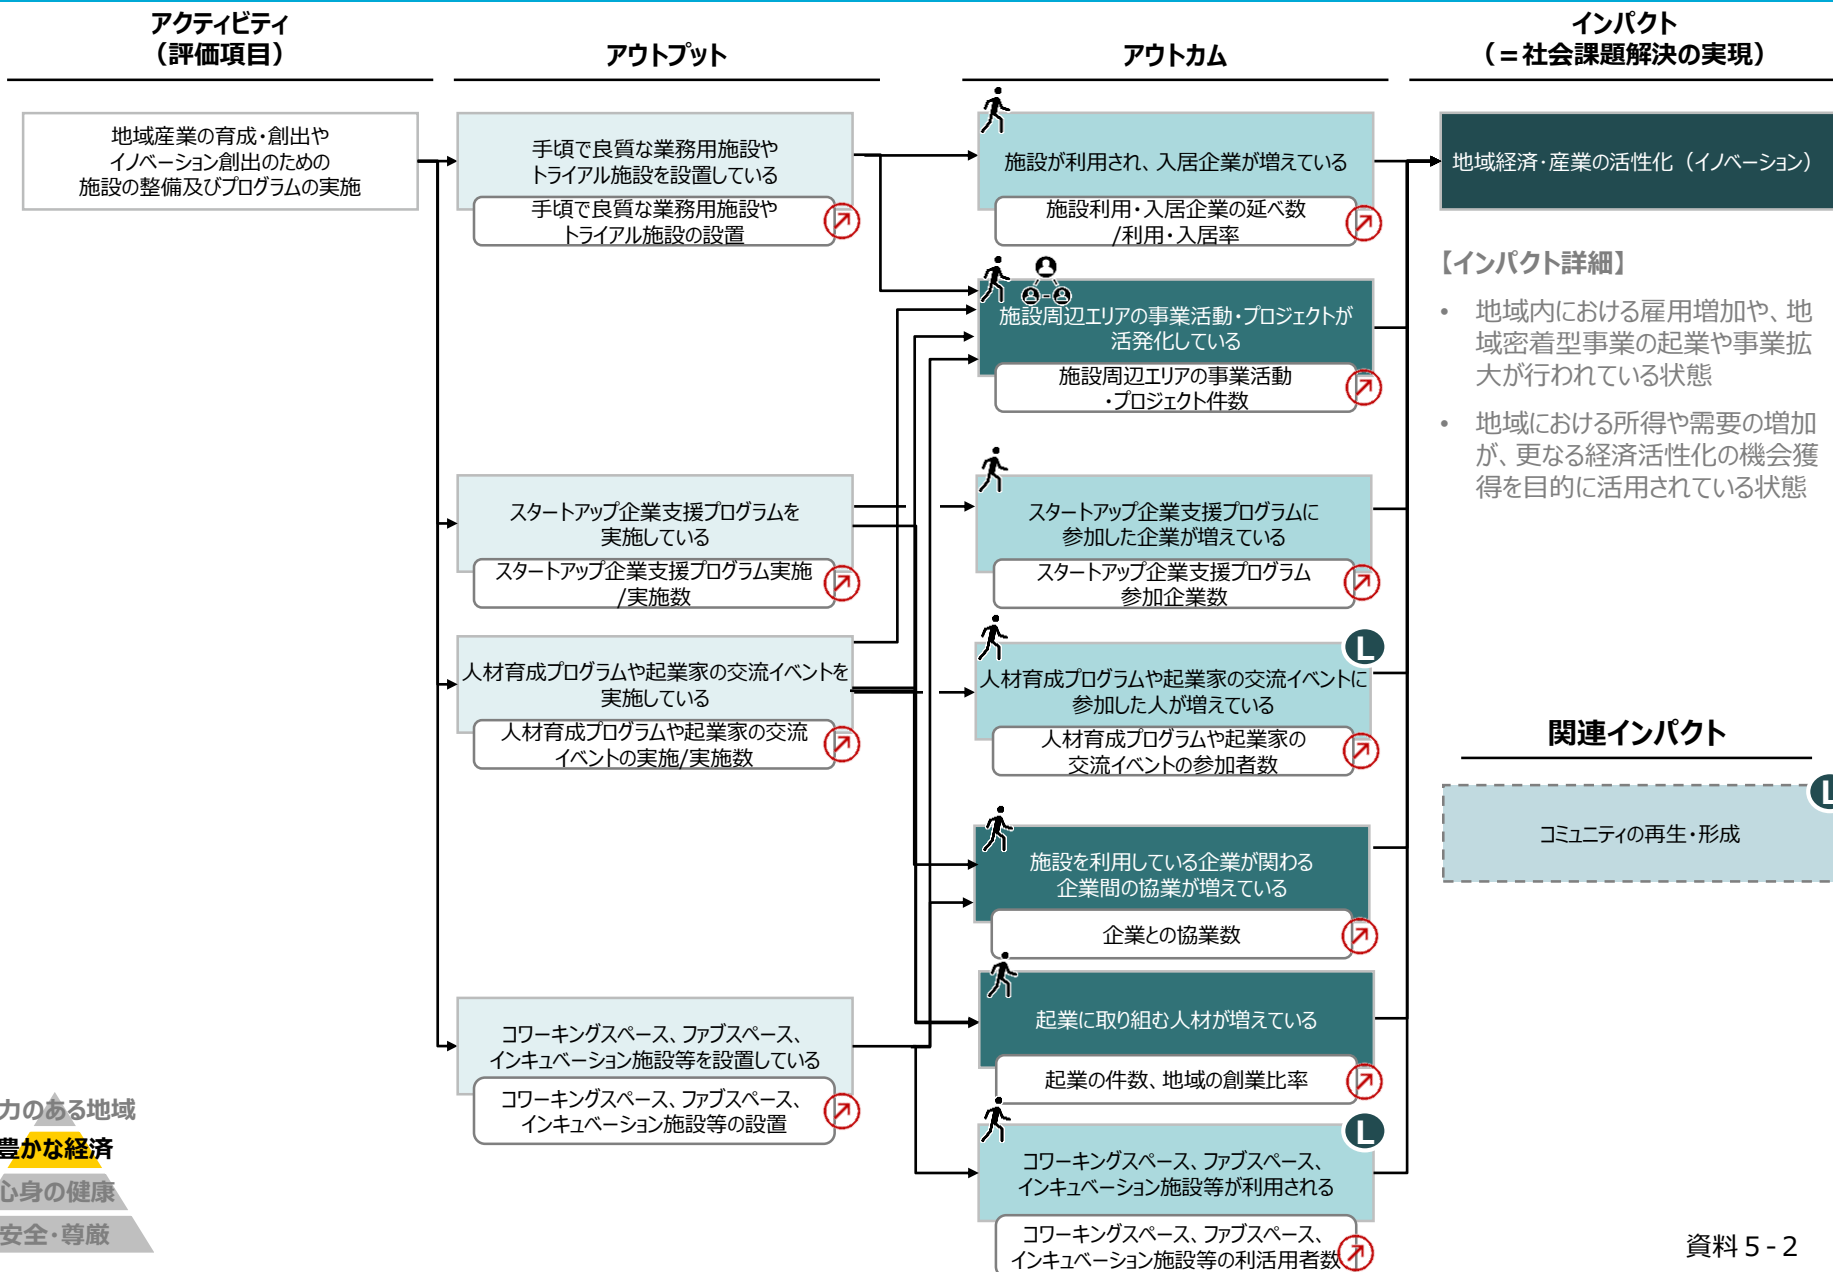 アクティビティ
（評価項目）
アウトプット
アウトカム
インパクト
（＝社会課題解決の実現）
地域産業の育成・創出や
イノベーション創出のための
施設の整備及びプログラムの実施
手頃で良質な業務用施設や
トライアル施設を設置している
手頃で良質な業務用施設や
トライアル施設の設置
スタートアップ企業支援プログラムを
実施している
スタートアップ企業支援プログラム実施
/実施数
人材育成プログラムや起業家の交流イベントを
実施している
人材育成プログラムや起業家の交流
イベントの実施/実施数
コワーキングスペース、ファブスペース、
インキュベーション施設等を設置している
コワーキングスペース、ファブスペース、
インキュベーション施設等の設置
施設が利用され、入居企業が増えている
施設利用・入居企業の延べ数
/利用・入居率
施設周辺エリアの事業活動・プロジェクトが
活発化している
施設周辺エリアの事業活動
・プロジェクト件数
スタートアップ企業支援プログラムに
参加した企業が増えている
スタートアップ企業支援プログラム
参加企業数
L
人材育成プログラムや起業家の交流イベントに
参加した人が増えている
人材育成プログラムや起業家の
交流イベントの参加者数
施設を利用している企業が関わる
企業間の協業が増えている
企業との協業数
起業に取り組む人材が増えている
起業の件数、地域の創業比率
L
コワーキングスペース、ファブスペース、
インキュベーション施設等が利用される
コワーキングスペース、ファブスペース、
インキュベーション施設等の利活用者数
地域経済・産業の活性化（イノベーション）
【インパクト詳細】
• 地域内における雇用増加や、地
域密着型事業の起業や事業拡
大が行われている状態
• 地域における所得や需要の増加
が、更なる経済活性化の機会獲
得を目的に活用されている状態
関連インパクト
L
コミュニティの再生・形成
力のある地域
豊かな経済
心身の健康
安全・尊厳
資料５-２